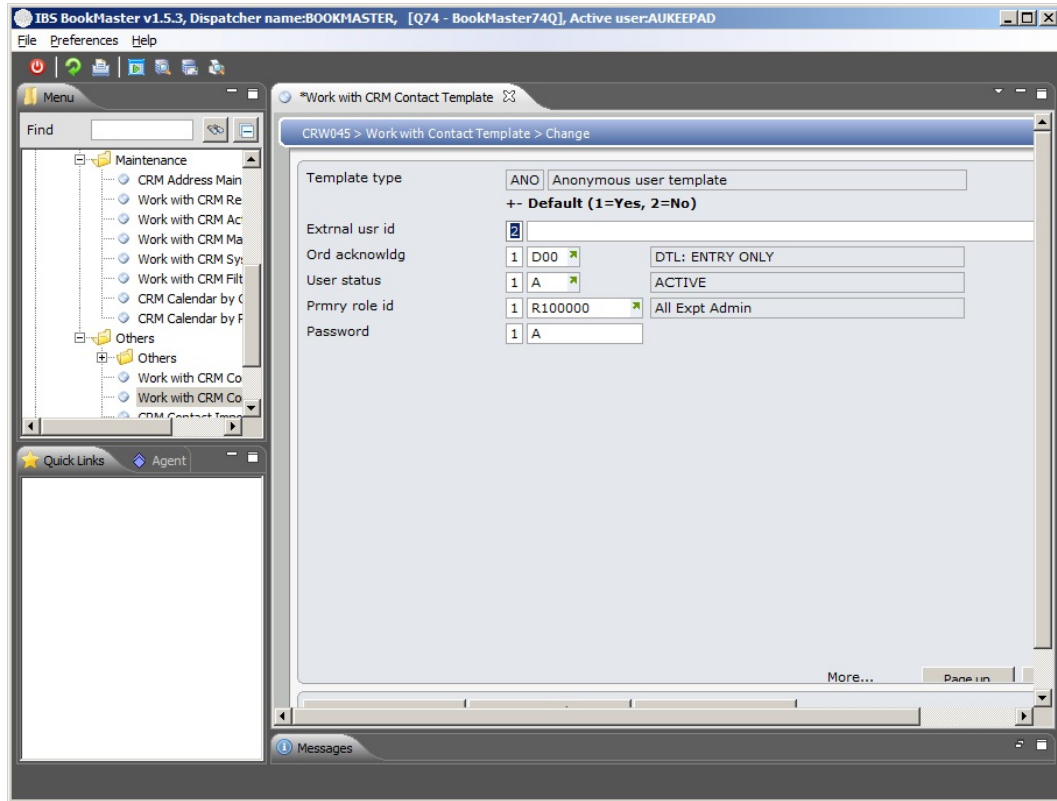 IBS BookMaster v1.5.3, Dispatcher name:BOOKMASTER, [Q74 - BookMaster74Q], Active user:AUKEEPAD
File Preferences Help
Menu
*Work with CRM Contact Template
Find
CRW045 > Work with Contact Template > Change
Maintenance
CRM Address Main
Work with CRM Re
Work with CRM Ac
Work with CRM Ma
Work with CRM Sy
Work with CRM Filt
CRM Calendar by
CRM Calendar by
Others
Others
Work with CRM Co
Work with CRM Co
CRM Contact
Template type ANO Anonymous user template
+- Default (1=Yes, 2=No)
Extrnal usr id 2
Ord acknowldg 1 D00 DTL: ENTRY ONLY
User status 1 A ACTIVE
Prmry role id 1 R100000 All Expt Admin
Password 1 A
More... Page up
Quick Links Agent
Messages